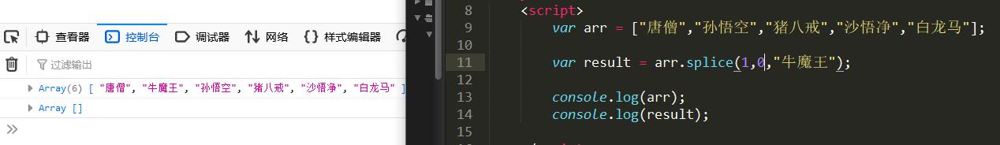 查看器 控制台 调试器 网络 {} 样式编辑器
过滤输出
Array(6) [ "唐僧", "牛魔王", "孙悟空", "猪八戒", "沙悟净", "白龙马" ]
Array []
>>
8 <script>
9 var arr = ["唐僧","孙悟空","猪八戒","沙悟净","白龙马"];
10
11 var result = arr.splice(1,0,"牛魔王");
12
13 console.log(arr);
14 console.log(result);
15